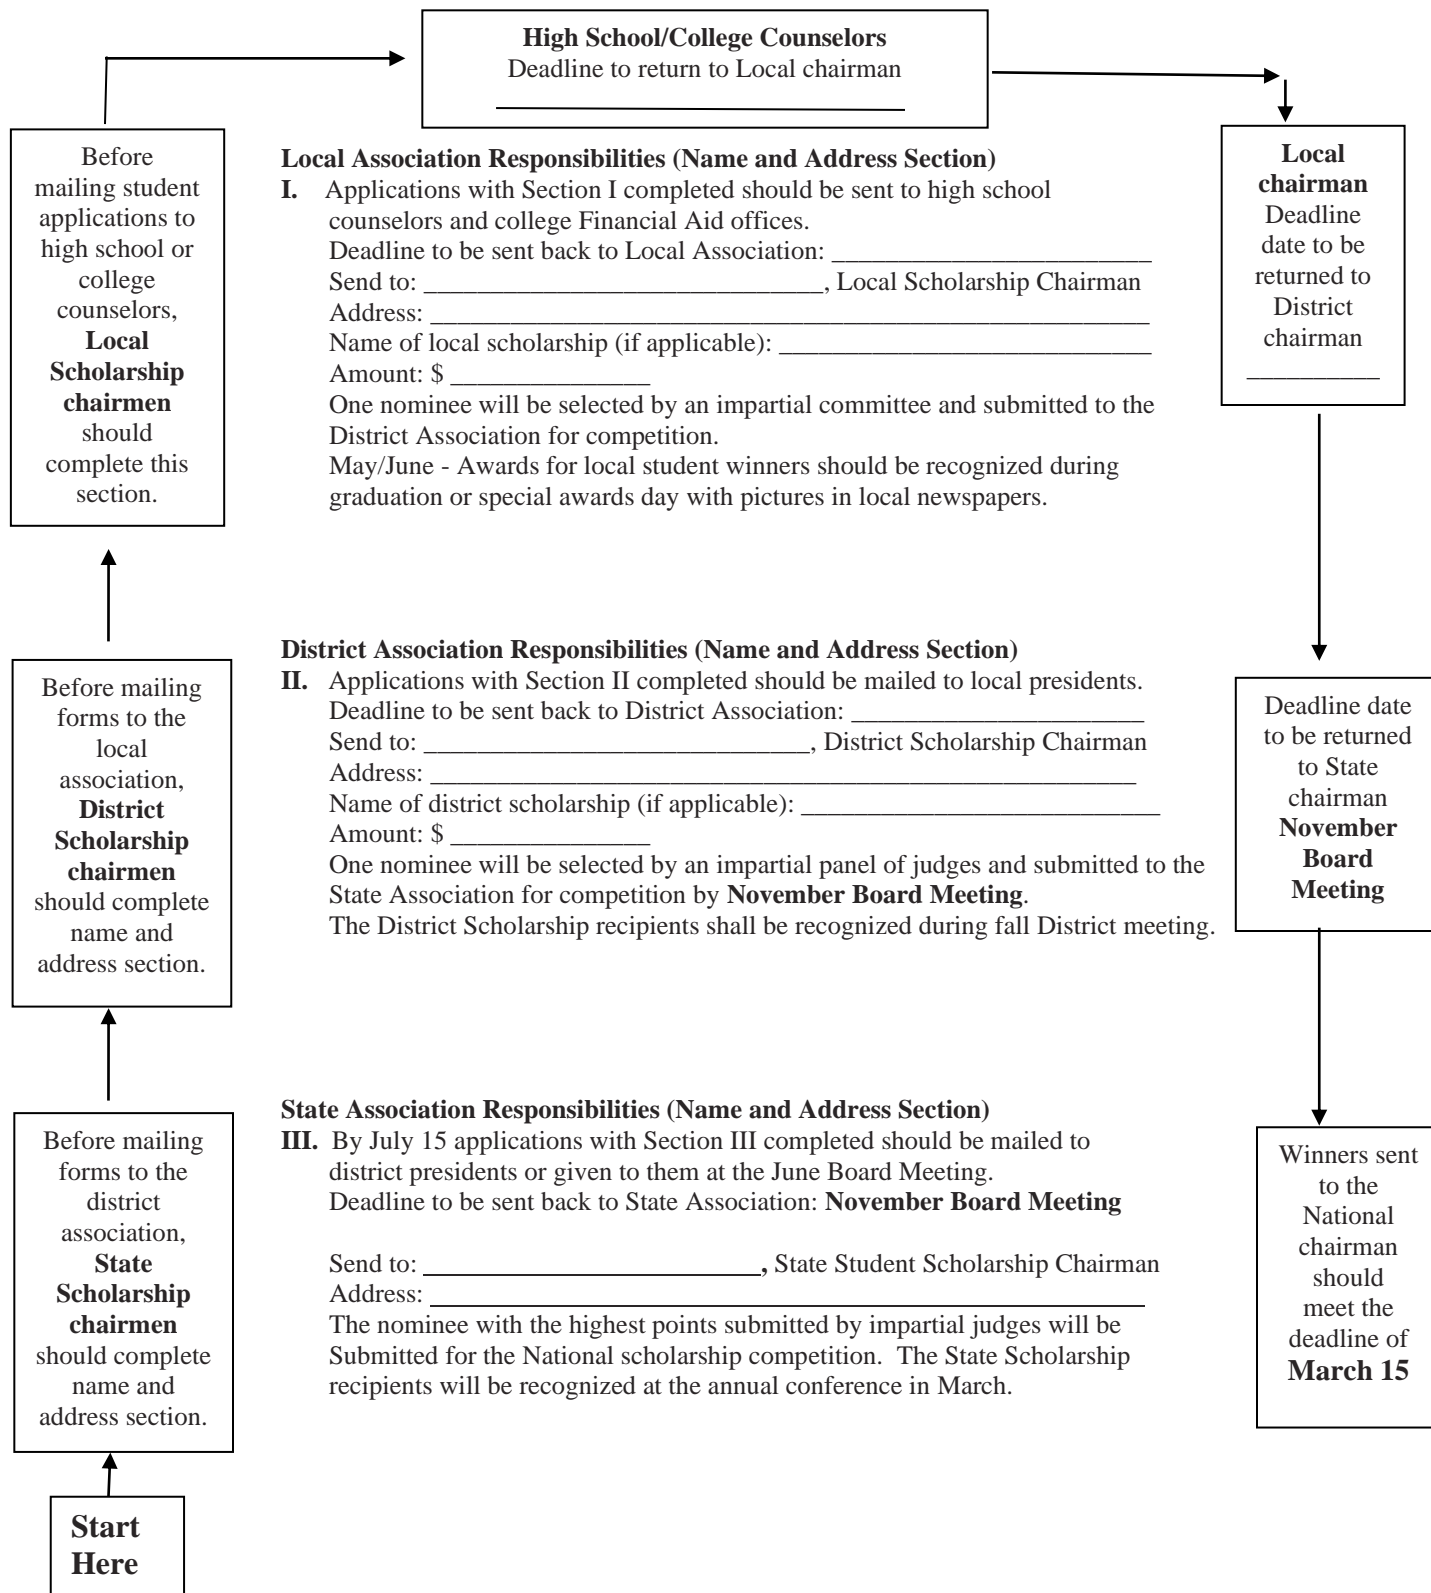 High School/College Counselors
Deadline to return to Local chairman
_______________________________
Before
mailing student
applications to
high school or
college
counselors,
Local
Scholarship
chairmen
should
complete this
section.
Local Association Responsibilities (Name and Address Section)
I. Applications with Section I completed should be sent to high school
counselors and college Financial Aid offices.
Deadline to be sent back to Local Association: ________________________
Send to: ______________________________, Local Scholarship Chairman
Address: ______________________________________________________
Name of local scholarship (if applicable): ____________________________
Amount: $ _______________
One nominee will be selected by an impartial committee and submitted to the
District Association for competition.
May/June - Awards for local student winners should be recognized during
graduation or special awards day with pictures in local newspapers.
Local
chairman
Deadline
date to be
returned to
District
chairman
__________
Before mailing
forms to the
local
association,
District
Scholarship
chairmen
should complete
name and
address section.
District Association Responsibilities (Name and Address Section)
II. Applications with Section II completed should be mailed to local presidents.
Deadline to be sent back to District Association: ______________________
Send to: _____________________________, District Scholarship Chairman
Address: _____________________________________________________
Name of district scholarship (if applicable): ___________________________
Amount: $ _______________
One nominee will be selected by an impartial panel of judges and submitted to the
State Association for competition by November Board Meeting.
The District Scholarship recipients shall be recognized during fall District meeting.
Deadline date
to be returned
to State
chairman
November
Board
Meeting
Before mailing
forms to the
district
association,
State
Scholarship
chairmen
should complete
name and
address section.
State Association Responsibilities (Name and Address Section)
III. By July 15 applications with Section III completed should be mailed to
district presidents or given to them at the June Board Meeting.
Deadline to be sent back to State Association: November Board Meeting
Send to: _________________________, State Student Scholarship Chairman
Address: _____________________________________________________
The nominee with the highest points submitted by impartial judges will be
Submitted for the National scholarship competition. The State Scholarship
recipients will be recognized at the annual conference in March.
Winners sent
to the
National
chairman
should
meet the
deadline of
March 15
Start
Here